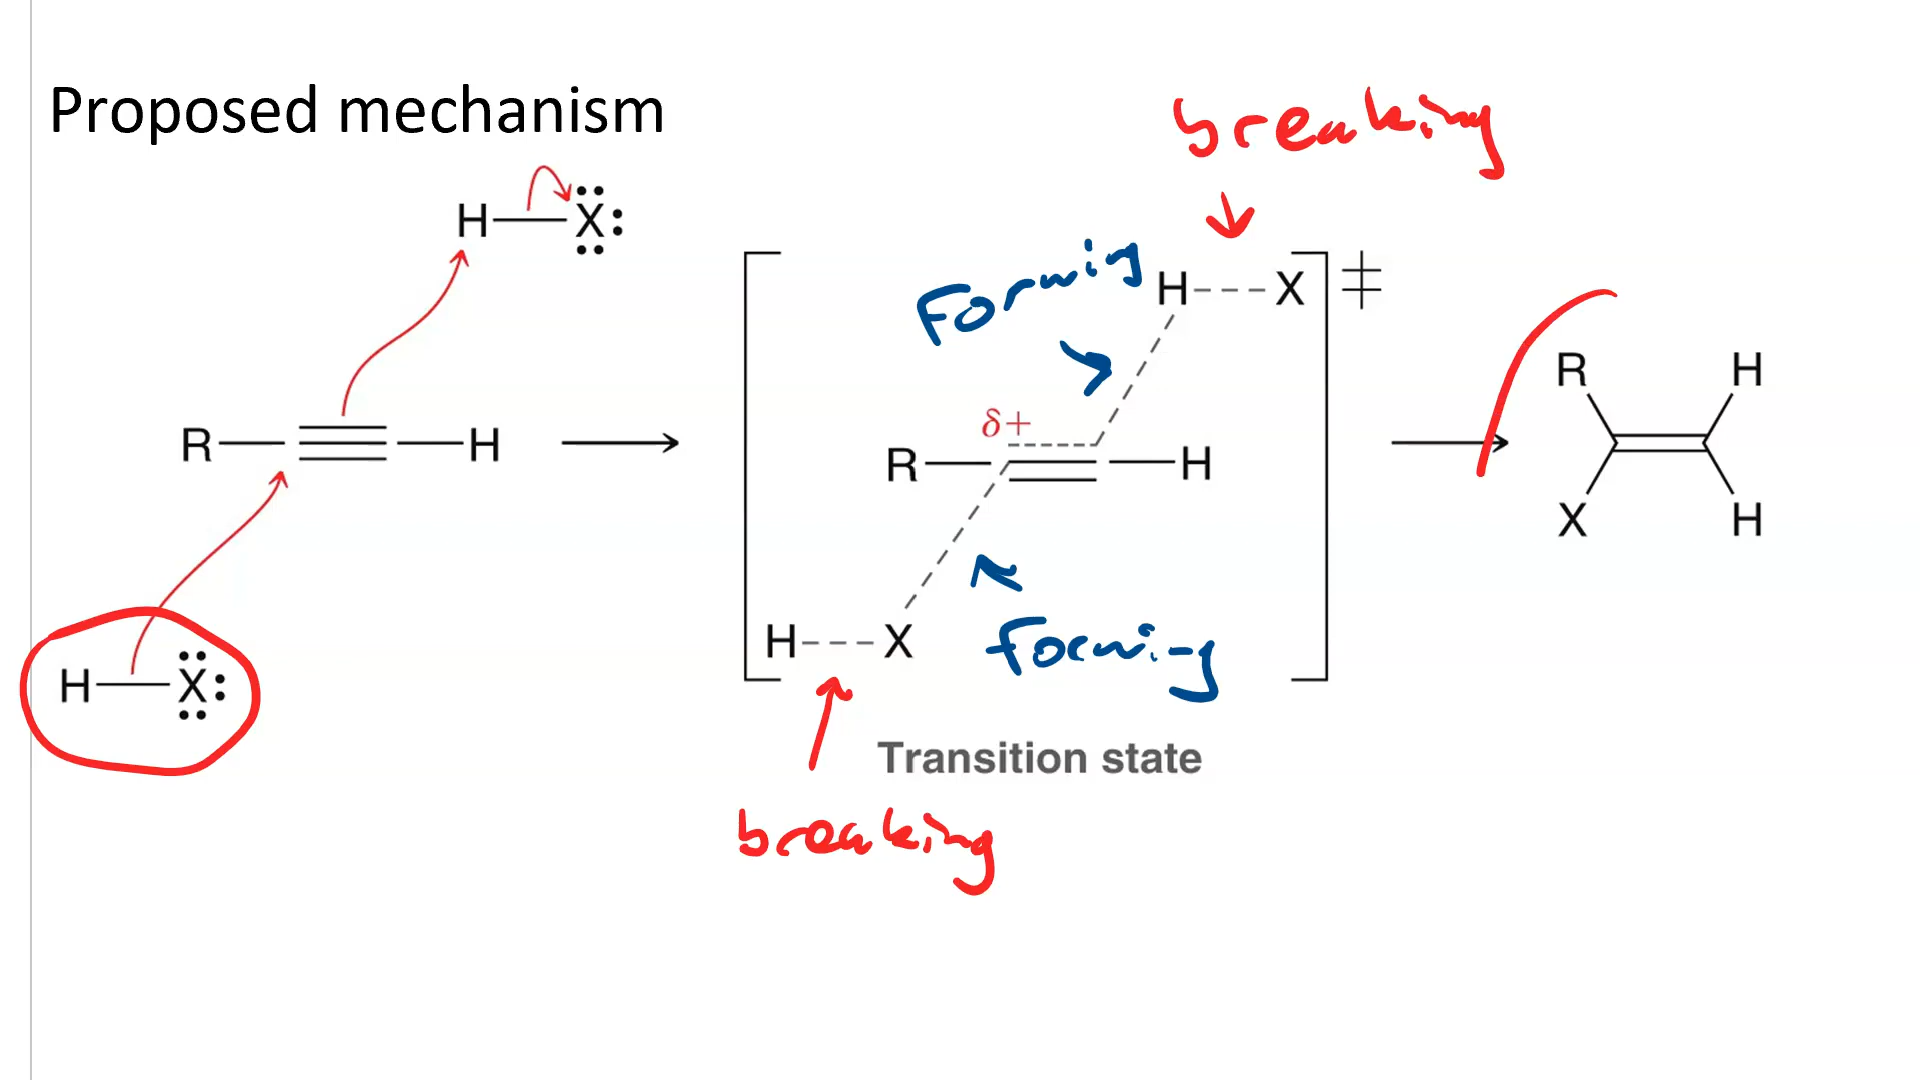 Proposed mechanism
breaking
H X
Forming
H X
δ+
R H
R H
R H
X H
H X
forming
H X
Transition state
breaking